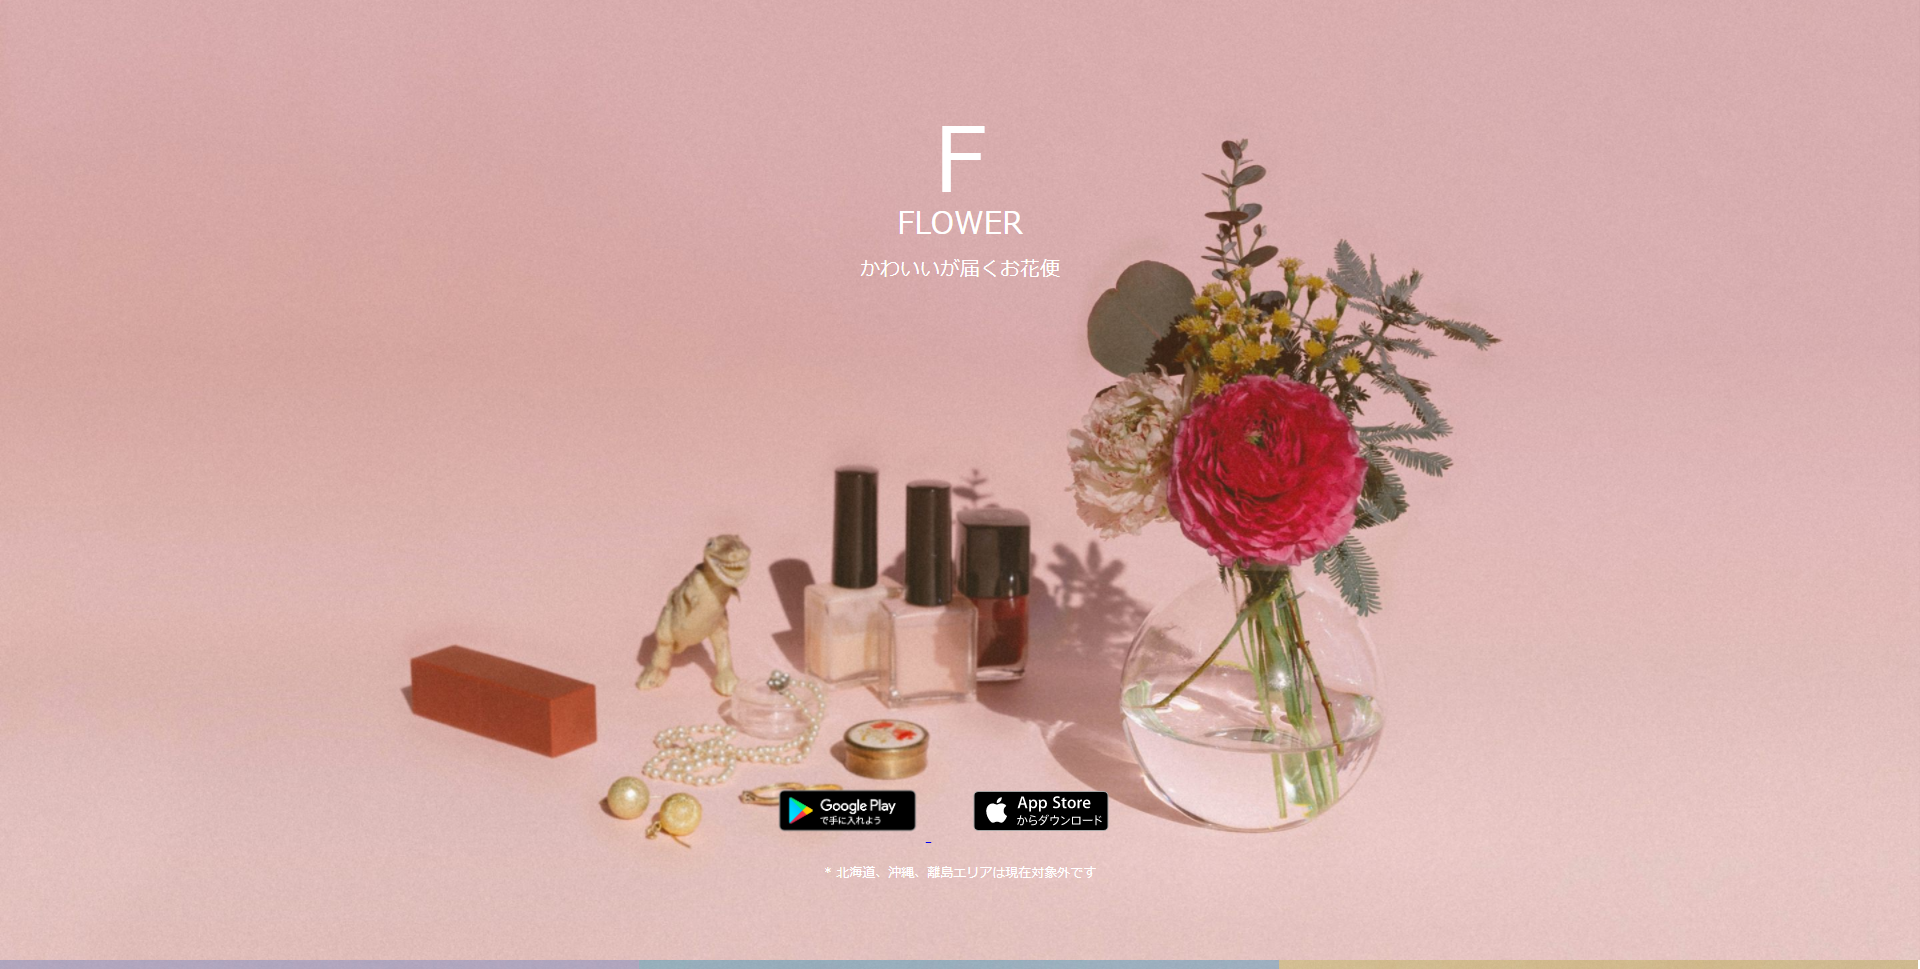 F
FLOWER
かわいいが届くお花便
Google Play
で手に入れよう
App Store
からダウンロード
* 北海道、沖縄、離島エリアは現在対象外です